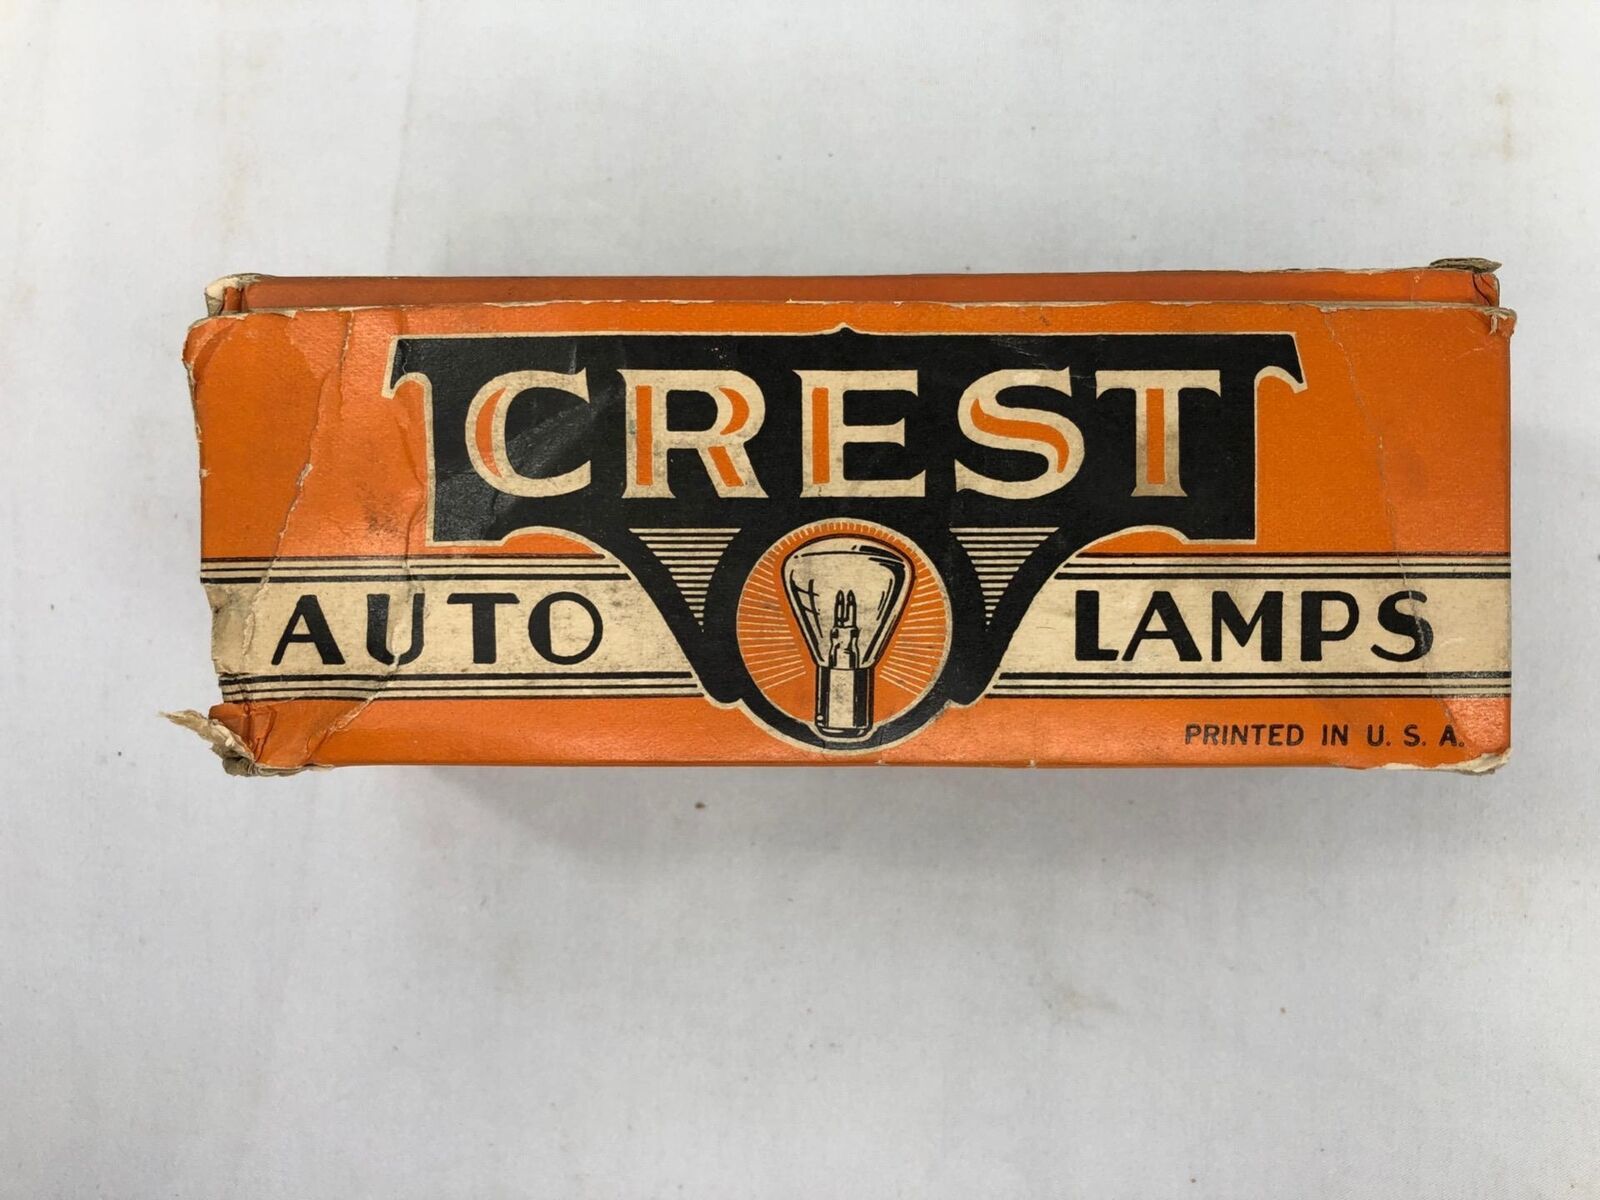 CREST
AUTO LAMPS
PRINTED IN U. S. A.